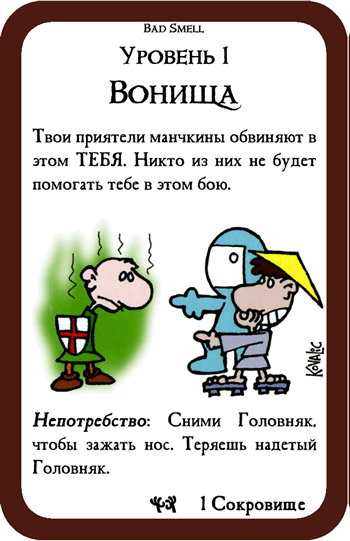 Bad Smell
Уровень 1
Вонища
Твои приятели манчкины обвиняют в
этом ТЕБЯ. Никто из них не будет
помогать тебе в этом бою.
Kovalic
Непотребство: Сними Головняк,
чтобы зажать нос. Теряешь надетый
Головняк.
1 Сокровище